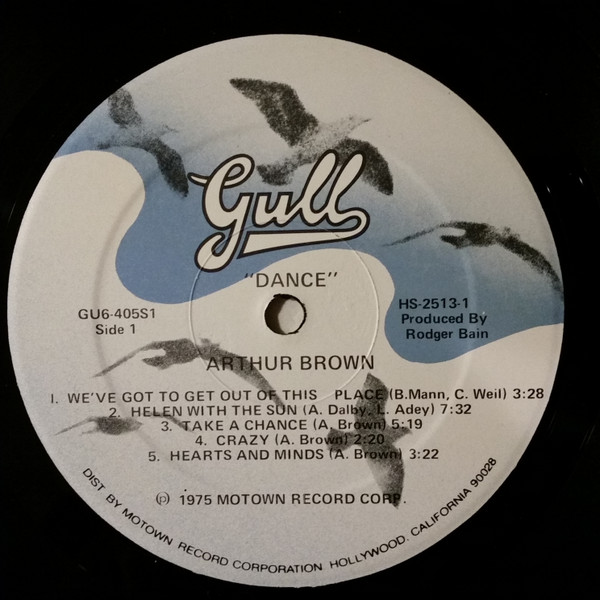 Gull
"DANCE"
GU6-405S1
Side 1
HS-2513-1
Produced By
Rodger Bain
ARTHUR BROWN
1. WE'VE GOT TO GET OUT OF THIS PLACE (B.Mann, C. Weil) 3:28
2. HELEN WITH THE SUN (A. Dalby, L. Adey) 7:32
3. TAKE A CHANCE (A. Brown) 5:19
4. CRAZY (A. Brown) 2:20
5. HEARTS AND MINDS (A. Brown) 3:22
℗ 1975 MOTOWN RECORD CORP.
DIST BY MOTOWN RECORD CORPORATION. HOLLYWOOD. CALIFORNIA 90028